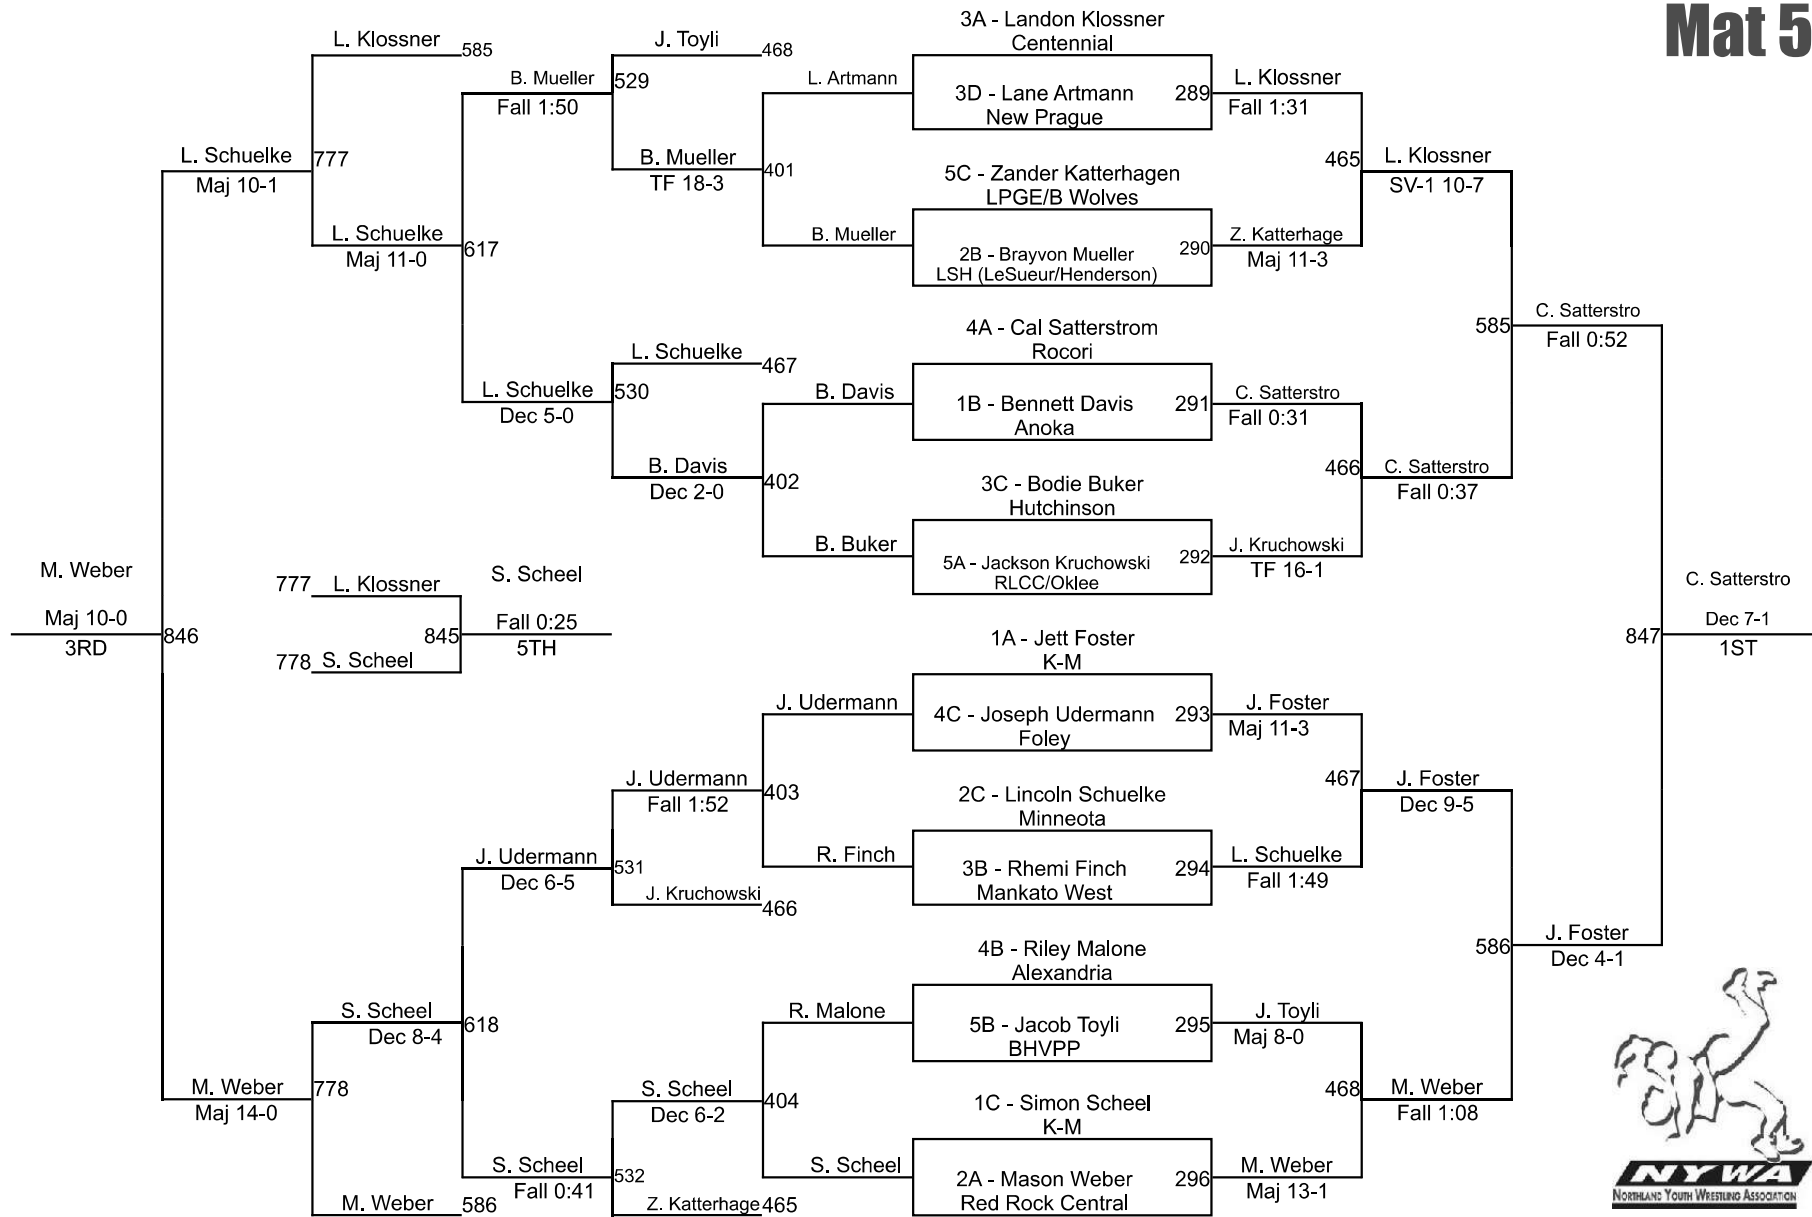 Mat 5
3A - Landon Klossner
Centennial
3D - Lane Artmann
New Prague
289
5C - Zander Katterhagen
LPGE/B Wolves
2B - Brayvon Mueller
LSH (LeSueur/Henderson)
290
4A - Cal Satterstrom
Rocori
1B - Bennett Davis
Anoka
291
3C - Bodie Buker
Hutchinson
5A - Jackson Kruchowski
RLCC/Oklee
292
1A - Jett Foster
K-M
4C - Joseph Udermann
Foley
293
2C - Lincoln Schuelke
Minneota
3B - Rhemi Finch
Mankato West
294
4B - Riley Malone
Alexandria
5B - Jacob Toyli
BHVPP
295
1C - Simon Scheel
K-M
2A - Mason Weber
Red Rock Central
296
L. Klossner
Fall 1:31
465
Z. Katterhage
Maj 11-3
C. Satterstro
Fall 0:31
466
J. Kruchowski
TF 16-1
J. Foster
Maj 11-3
467
L. Schuelke
Fall 1:49
J. Toyli
Maj 8-0
468
M. Weber
Maj 13-1
L. Klossner
SV-1 10-7
585
C. Satterstro
Fall 0:37
J. Foster
Dec 9-5
586
M. Weber
Fall 1:08
C. Satterstro
Fall 0:52
847
J. Foster
Dec 4-1
C. Satterstro
Dec 7-1
1ST
L. Artmann
401
B. Mueller
B. Davis
402
B. Buker
J. Udermann
403
R. Finch
R. Malone
404
S. Scheel
J. Toyli
468
529
B. Mueller
TF 18-3
L. Schuelke
467
530
B. Davis
Dec 2-0
J. Udermann
Fall 1:52
531
J. Kruchowski
466
S. Scheel
Dec 6-2
532
Z. Katterhage
465
B. Mueller
Fall 1:50
617
L. Schuelke
Dec 5-0
J. Udermann
Dec 6-5
618
S. Scheel
Fall 0:41
L. Klossner
585
777
L. Schuelke
Maj 11-0
S. Scheel
Dec 8-4
778
M. Weber
586
L. Schuelke
Maj 10-1
846
M. Weber
Maj 14-0
M. Weber
Maj 10-0
3RD
777
L. Klossner
845
778
S. Scheel
S. Scheel
Fall 0:25
5TH
NYWA
NORTHLAND YOUTH WRESTLING ASSOCIATION